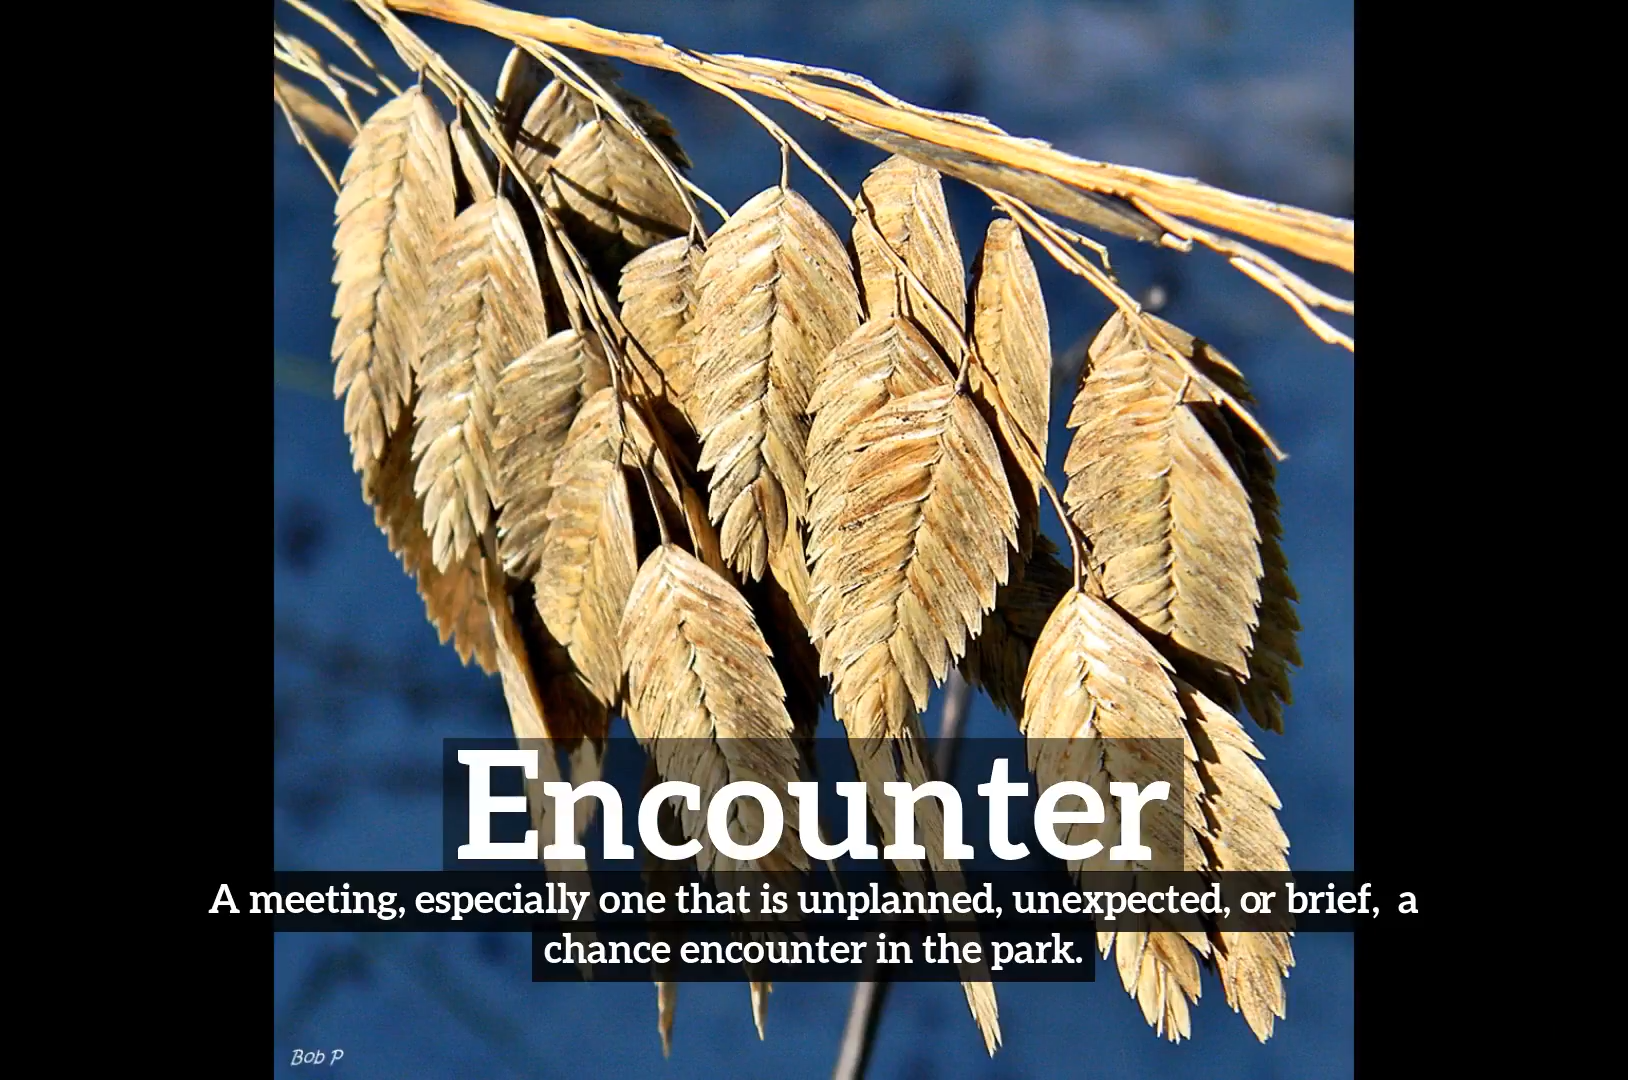 Encounter
A meeting, especially one that is unplanned, unexpected, or brief,  a
chance encounter in the park.
Bob P